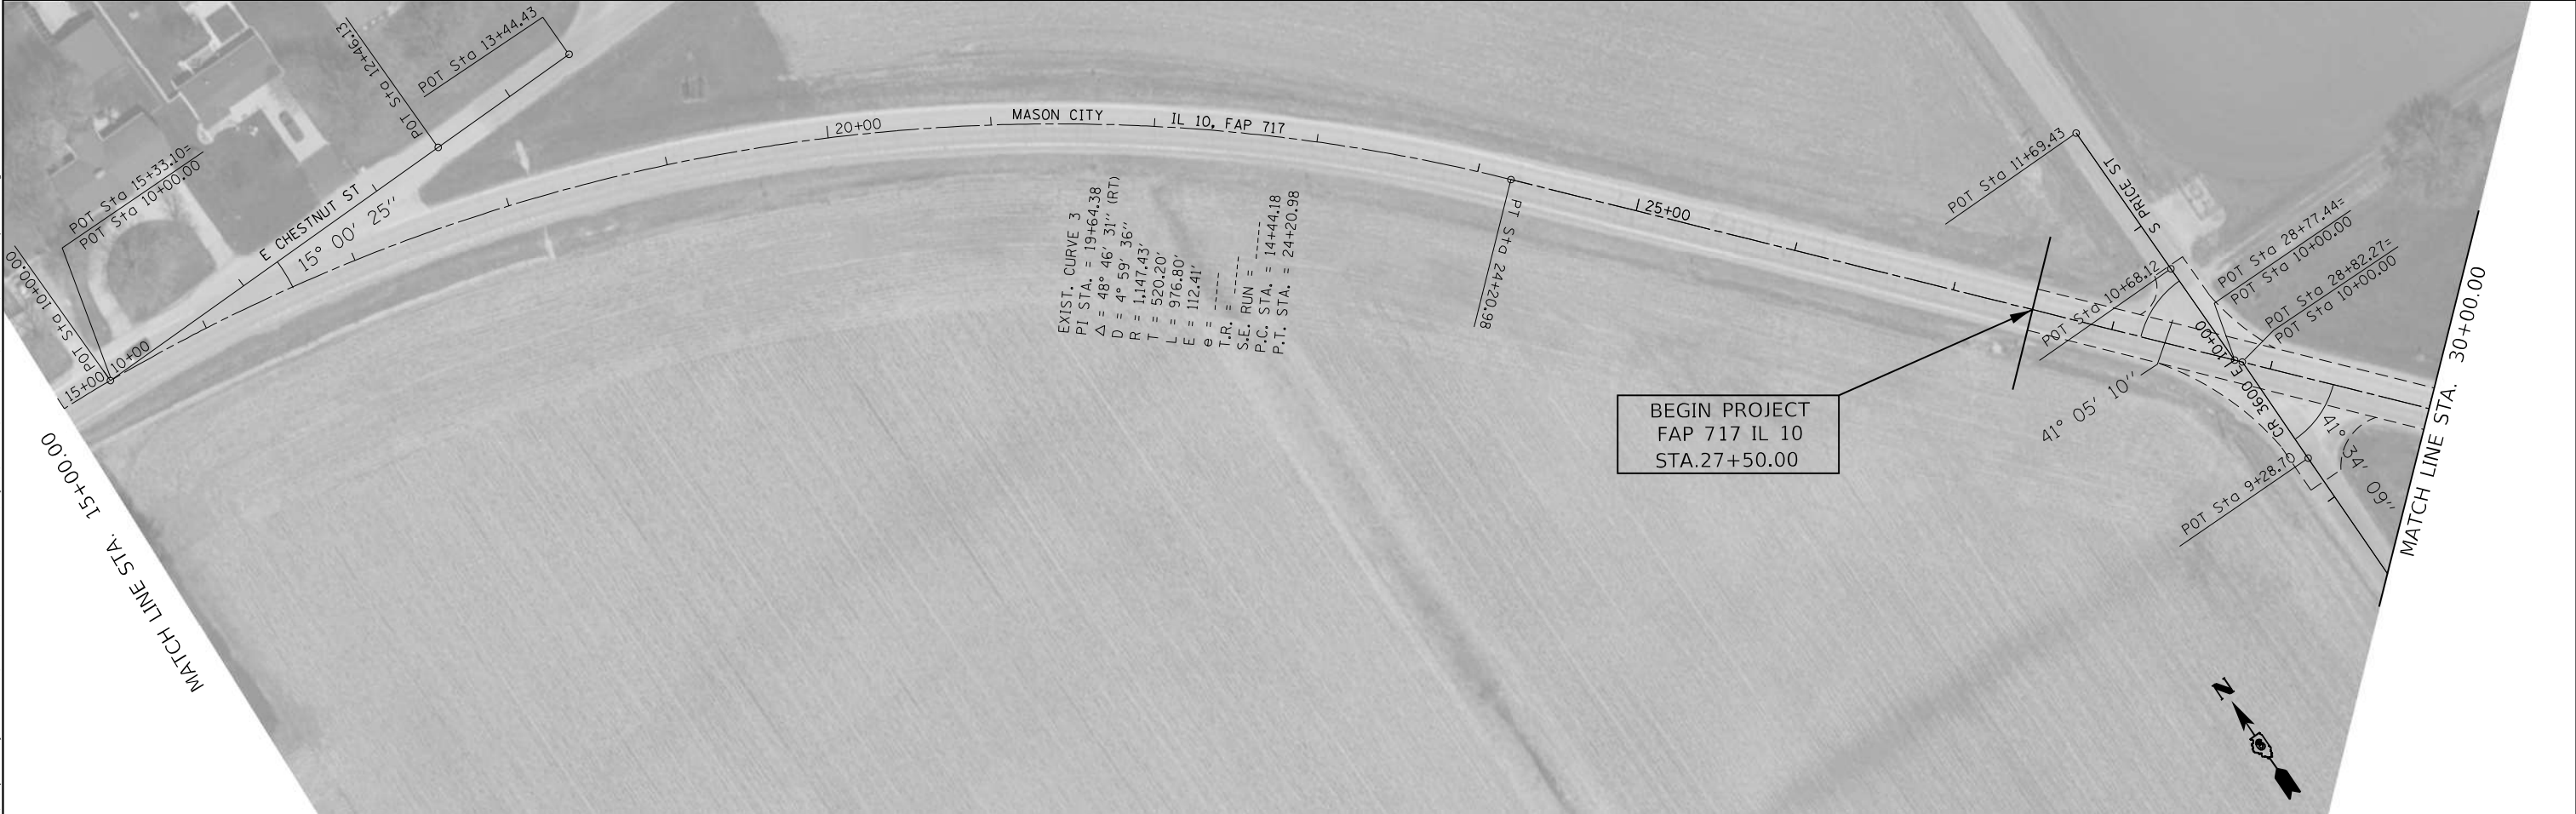 POT Sta 10+00.00
POT Sta 15+33.10=
POT Sta 10+00.00
POT Sta 12+46.13
POT Sta 13+44.43
E CHESTNUT ST
15° 00' 25''
15+00
10+00
MATCH LINE STA. 15+00.00
20+00
MASON CITY
IL 10, FAP 717
EXIST. CURVE 3
PI STA. = 19+64.38
Δ = 48° 46' 31'' (RT)
D = 4° 59' 36''
R = 1,147.43'
T = 520.20'
L = 976.80'
E = 112.41'
e = ------
T.R. = ------
S.E. RUN = ------
P.C. STA. = 14+44.18
P.T. STA. = 24+20.98
PT Sta 24+20.98
25+00
BEGIN PROJECT
FAP 717 IL 10
STA.27+50.00
POT Sta 11+69.43
S PRICE ST
POT Sta 10+68.12
POT Sta 28+77.44=
POT Sta 10+00.00
POT Sta 28+82.27=
POT Sta 10+00.00
10+00
CR 3600 E
41° 05' 10''
41° 34' 09''
POT Sta 9+28.70
MATCH LINE STA. 30+00.00
N
6